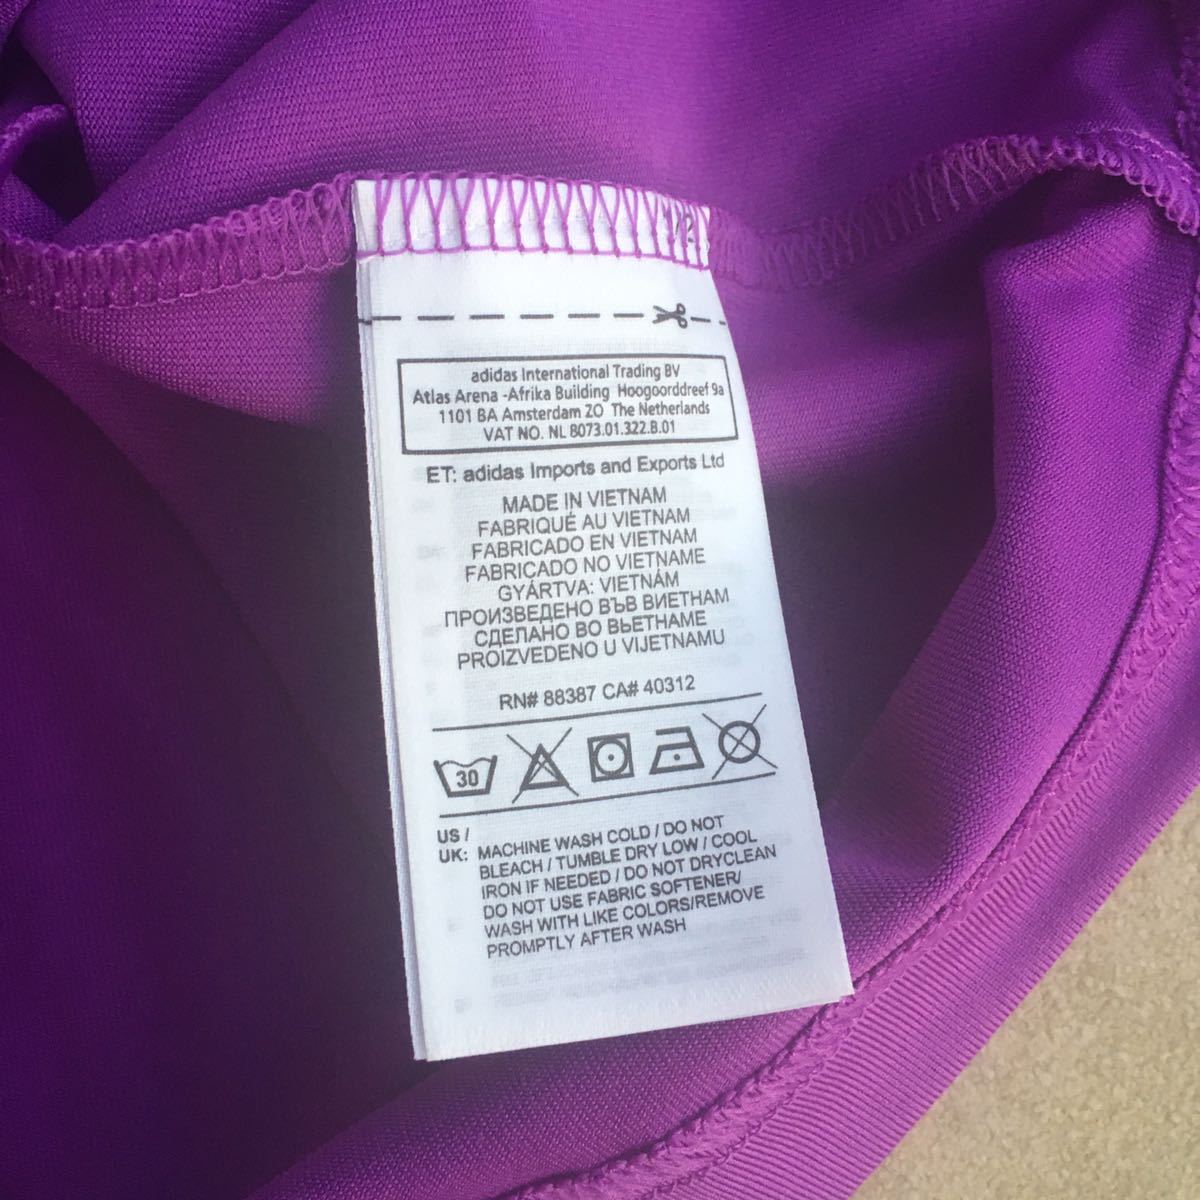 1/2
adidas International Trading BV
Atlas Arena -Afrika Building Hoogoorddreef 9a
1101 BA Amsterdam ZO The Netherlands
VAT NO. NL 8073.01.322.B.01
ET: adidas Imports and Exports Ltd
MADE IN VIETNAM
FABRIQUÉ AU VIETNAM
FABRICADO EN VIETNAM
FABRICADO NO VIETNAME
GYÁRTVA: VIETNÁM
ПРОИЗВЕДЕНО ВЪВ ВИЕТНАМ
СДЕЛАНО ВО ВЬЕТНАМЕ
PROIZVEDENO U VIJETNAMU
RN# 88387 CA# 40312
30
US /
UK: MACHINE WASH COLD / DO NOT
BLEACH / TUMBLE DRY LOW / COOL
IRON IF NEEDED / DO NOT DRYCLEAN
DO NOT USE FABRIC SOFTENER/
WASH WITH LIKE COLORS/REMOVE
PROMPTLY AFTER WASH